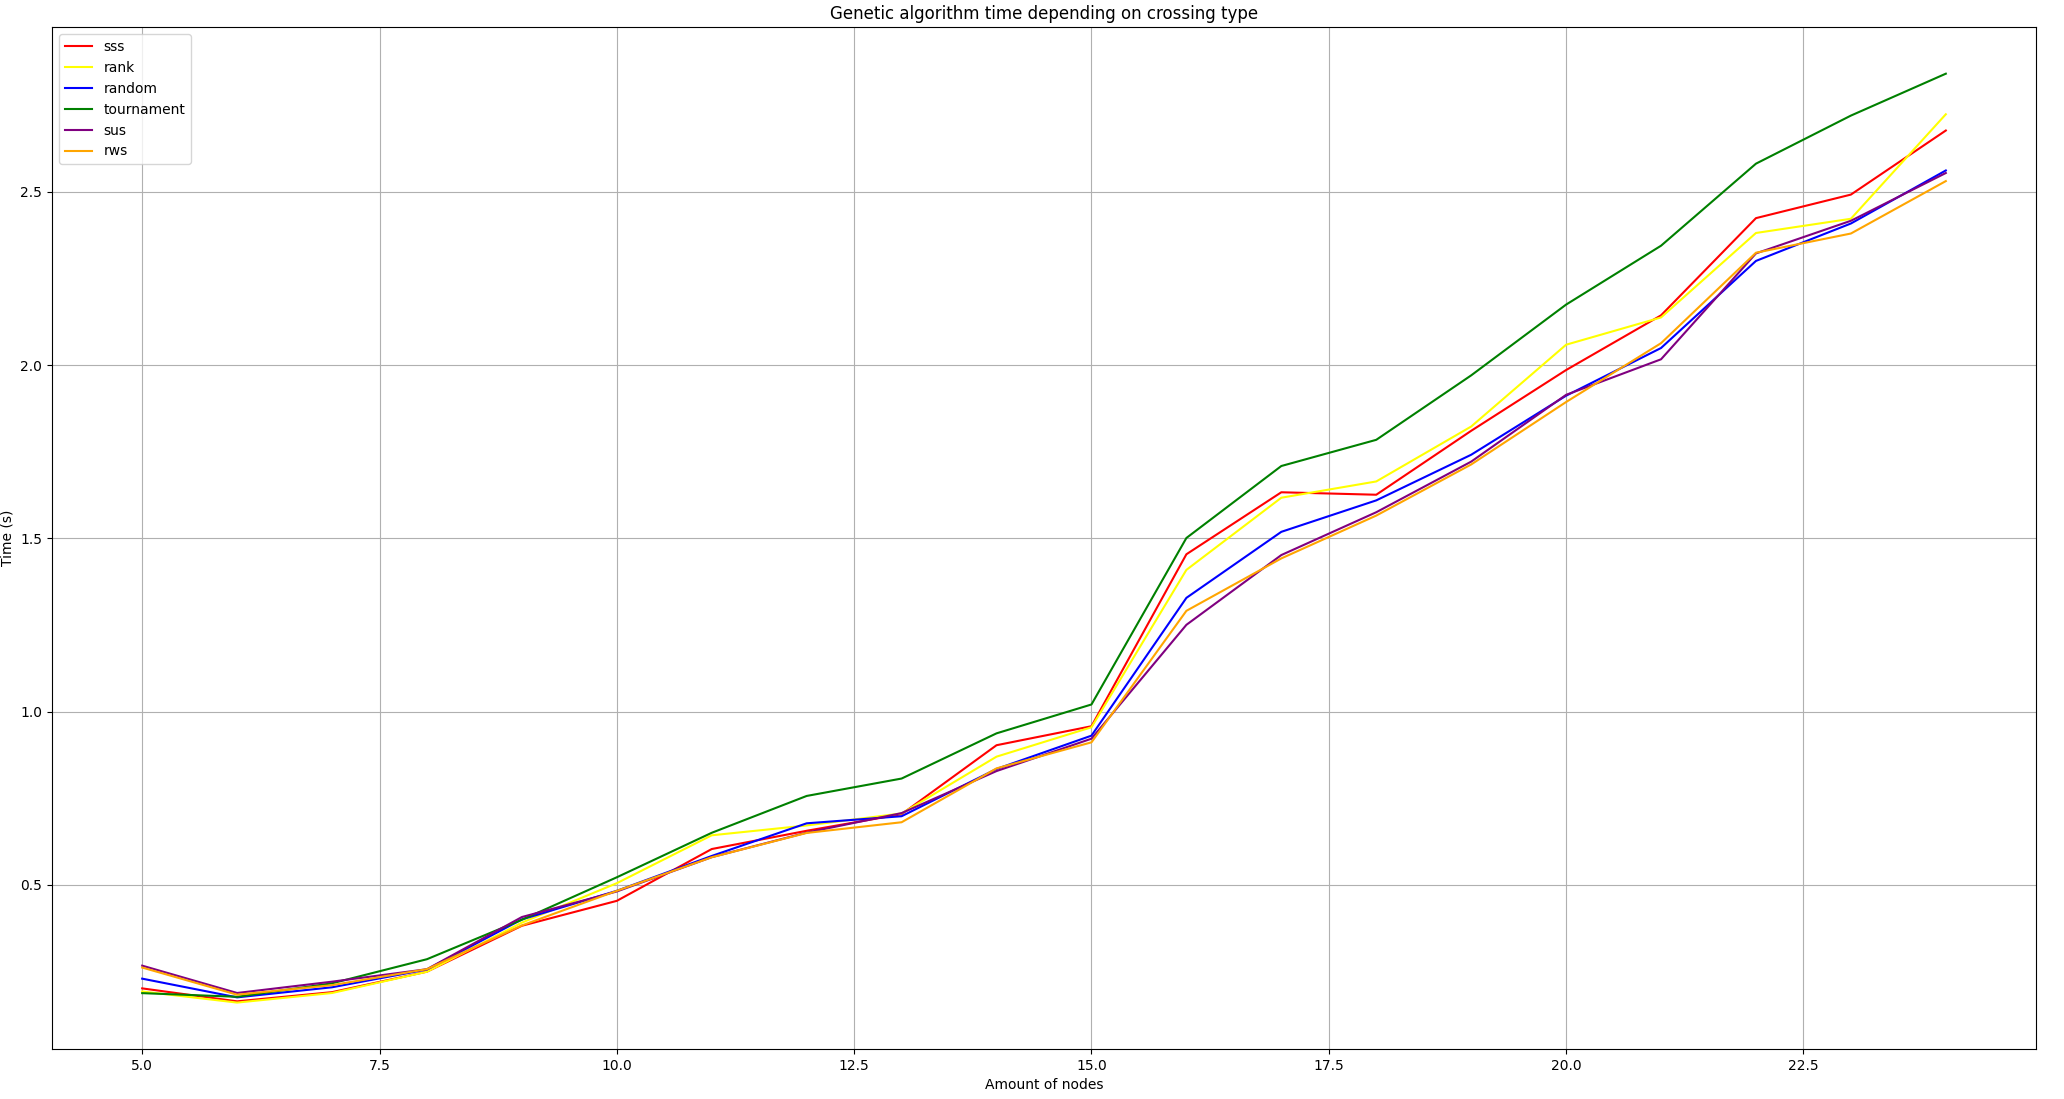 Genetic algorithm time depending on crossing type
sss
rank
random
tournament
sus
rws
2.5
2.0
1.5
1.0
0.5
Time (s)
5.0 7.5 10.0 12.5 15.0 17.5 20.0 22.5
Amount of nodes